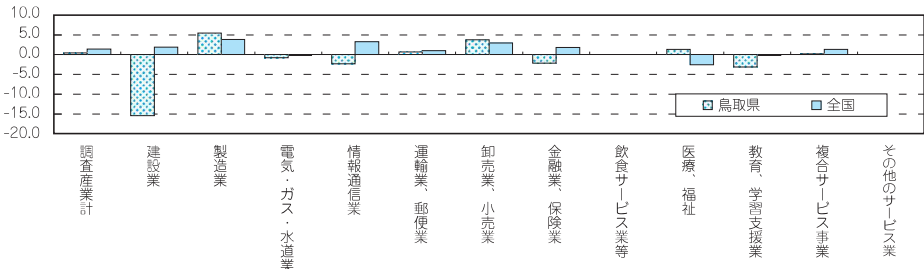 10.0
5.0
0.0
-5.0
-10.0
-15.0
-20.0
鳥取県
全国
調査産業計
建設業
製造業
電気・ガス・水道業
情報通信業
運輸業、郵便業
卸売業、小売業
金融業、保険業
飲食サービス業等
医療、福祉
教育、学習支援業
複合サービス事業
その他のサービス業